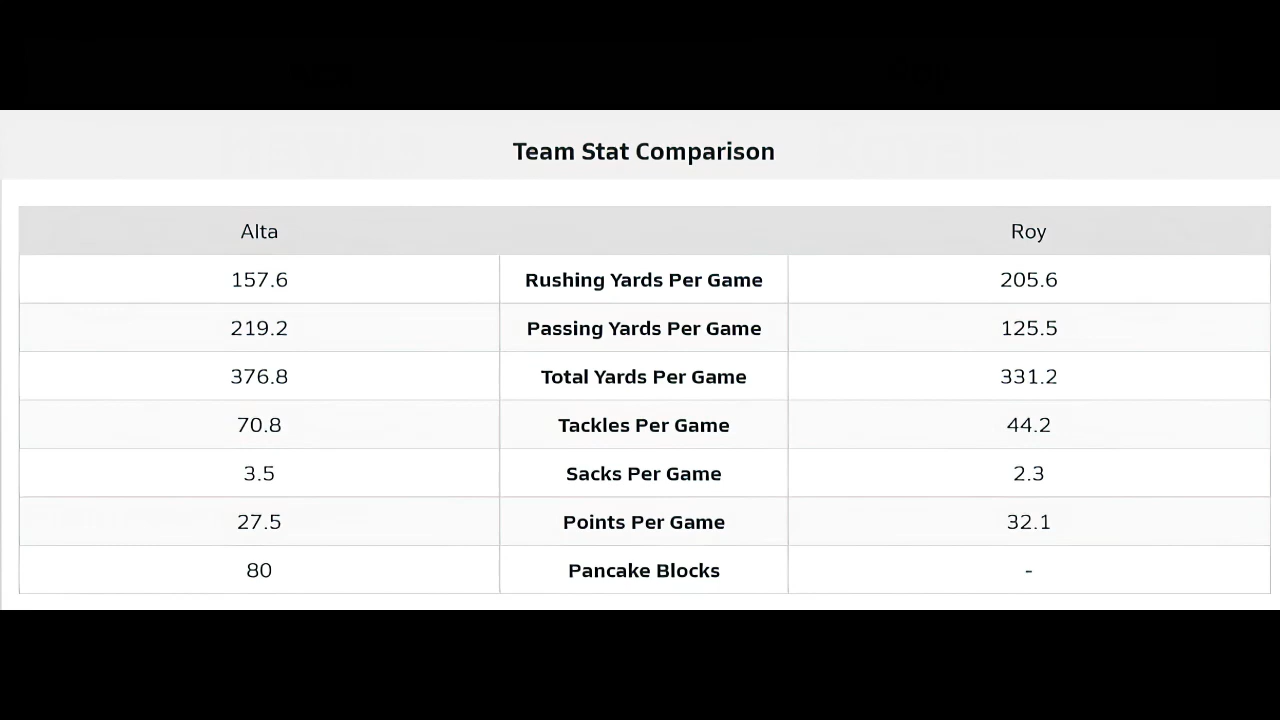 Team Stat Comparison
Alta Roy
157.6 Rushing Yards Per Game 205.6
219.2 Passing Yards Per Game 125.5
376.8 Total Yards Per Game 331.2
70.8 Tackles Per Game 44.2
3.5 Sacks Per Game 2.3
27.5 Points Per Game 32.1
80 Pancake Blocks -